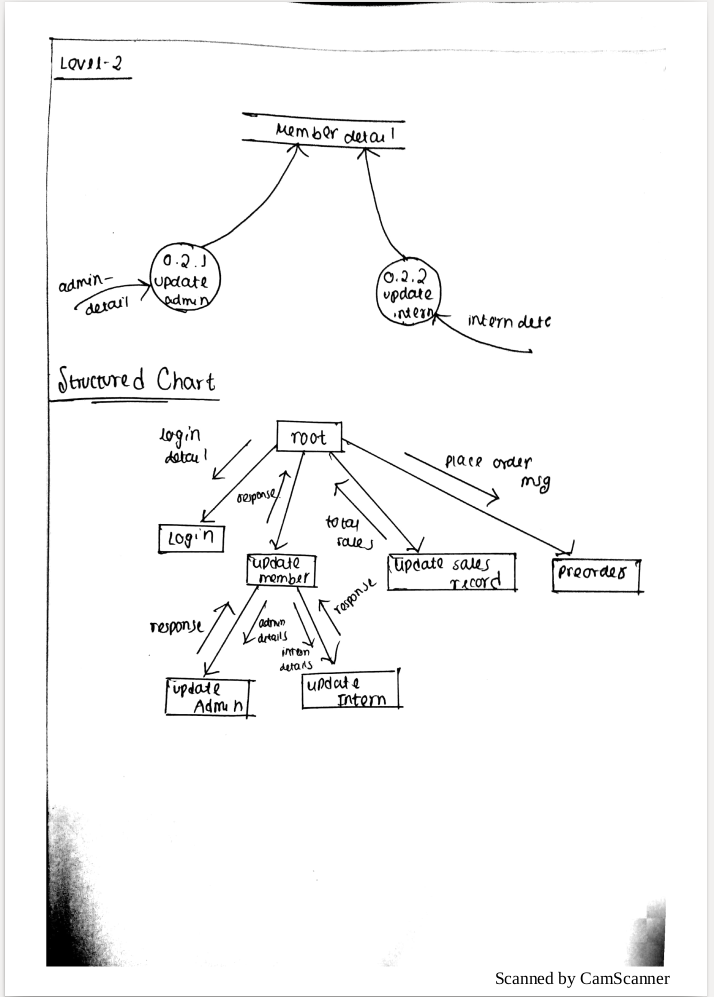 Level-2
Member detail
0.2.1
update
admin
admin-
detail
0.2.2
update
intern
intern
Structured Chart
root
login
detail
response
total
sales
place order
msg
Login
update
member
update sales
record
preorder
response
admin
details
intern
details
response
update
Admin
update
Intern
Scanned by CamScanner